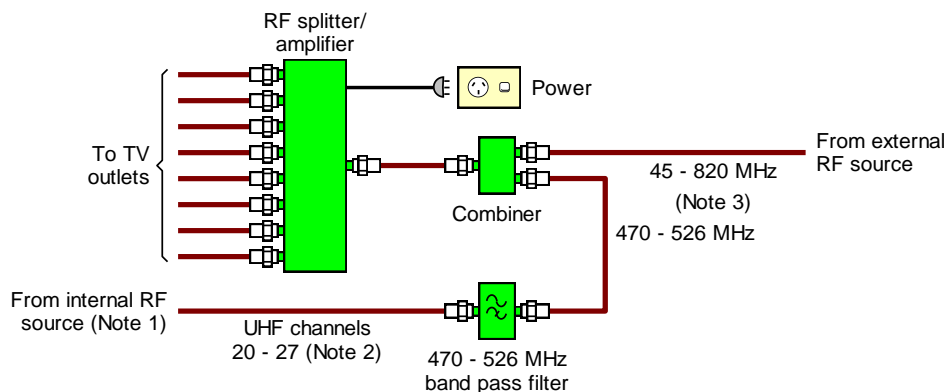 RF splitter/
amplifier
Power
To TV
outlets
From external
RF source
45 - 820 MHz
(Note 3)
Combiner
470 - 526 MHz
From internal RF
source (Note 1)
UHF channels
20 - 27 (Note 2)
470 - 526 MHz
band pass filter